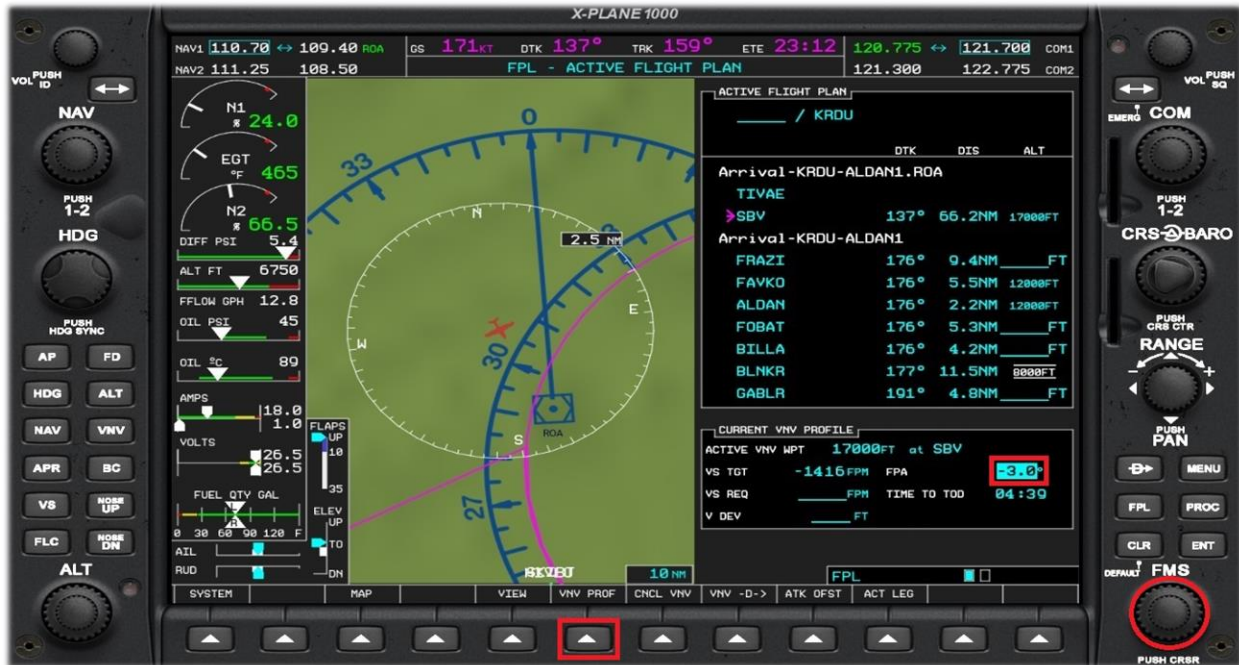 X-PLANE 1000
NAV1 110.70 ↔ 109.40 ROA
NAV2 111.25 108.50
GS 171KT DTK 137° TRK 159° ETE 23:12
FPL - ACTIVE FLIGHT PLAN
120.775 ↔ 121.700 COM1
121.300 122.775 COM2
VOL PUSH ID
NAV
PUSH 1-2
HDG
PUSH HDG SYNC
AP FD
HDG ALT
NAV VNV
APR BC
VS NOSE UP
FLC NOSE DN
ALT
N1 % 24.0
EGT °F 465
N2 66.5
DIFF PSI 5.4
ALT FT 6750
FFLOW GPH 12.8
OIL PSI 45
OIL °C 89
AMPS 18.0
1.0
VOLTS 26.5
26.5
FUEL QTY GAL
L
R
0 30 60 90 120 F
AIL
RUD
FLAPS
UP
10
35
ELEV
UP
TO
DN
33
0
30
27
N
E
S
W
2.5 NM
ROA
10 NM
ACTIVE FLIGHT PLAN
_____ / KRDU
DTK DIS ALT
Arrival-KRDU-ALDAN1.ROA
TIVAE
SBV 137° 66.2NM 17000FT
Arrival-KRDU-ALDAN1
FRAZI 176° 9.4NM _____FT
FAVKO 176° 5.5NM 12000FT
ALDAN 176° 2.2NM 12000FT
FOBAT 176° 5.3NM _____FT
BILLA 176° 4.2NM _____FT
BLNKR 177° 11.5NM 8000FT
GABLR 191° 4.8NM _____FT
CURRENT VNV PROFILE
ACTIVE VNV WPT 17000FT at SBV
VS TGT -1416FPM FPA -3.0°
VS REQ _____FPM TIME TO TOD 04:39
V DEV _____FT
FPL
SYSTEM MAP VIEW VNV PROF CNCL VNV VNV -D-> ATK OFST ACT LEG
VOL PUSH SQ
EMERG COM
PUSH 1-2
CRS BARO
PUSH CRS CTR
RANGE
- +
PUSH PAN
D MENU
FPL PROC
CLR ENT
DEFAULT FMS
PUSH CRSR